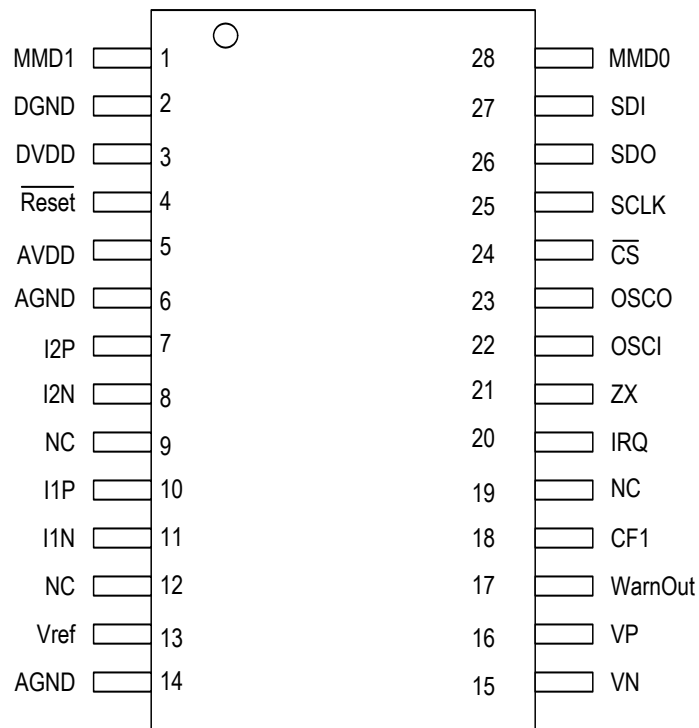 MMD1 1 28 MMD0
DGND 2 27 SDI
DVDD 3 26 SDO
Reset 4 25 SCLK
AVDD 5 24 CS
AGND 6 23 OSCO
I2P 7 22 OSCI
I2N 8 21 ZX
NC 9 20 IRQ
I1P 10 19 NC
I1N 11 18 CF1
NC 12 17 WarnOut
Vref 13 16 VP
AGND 14 15 VN